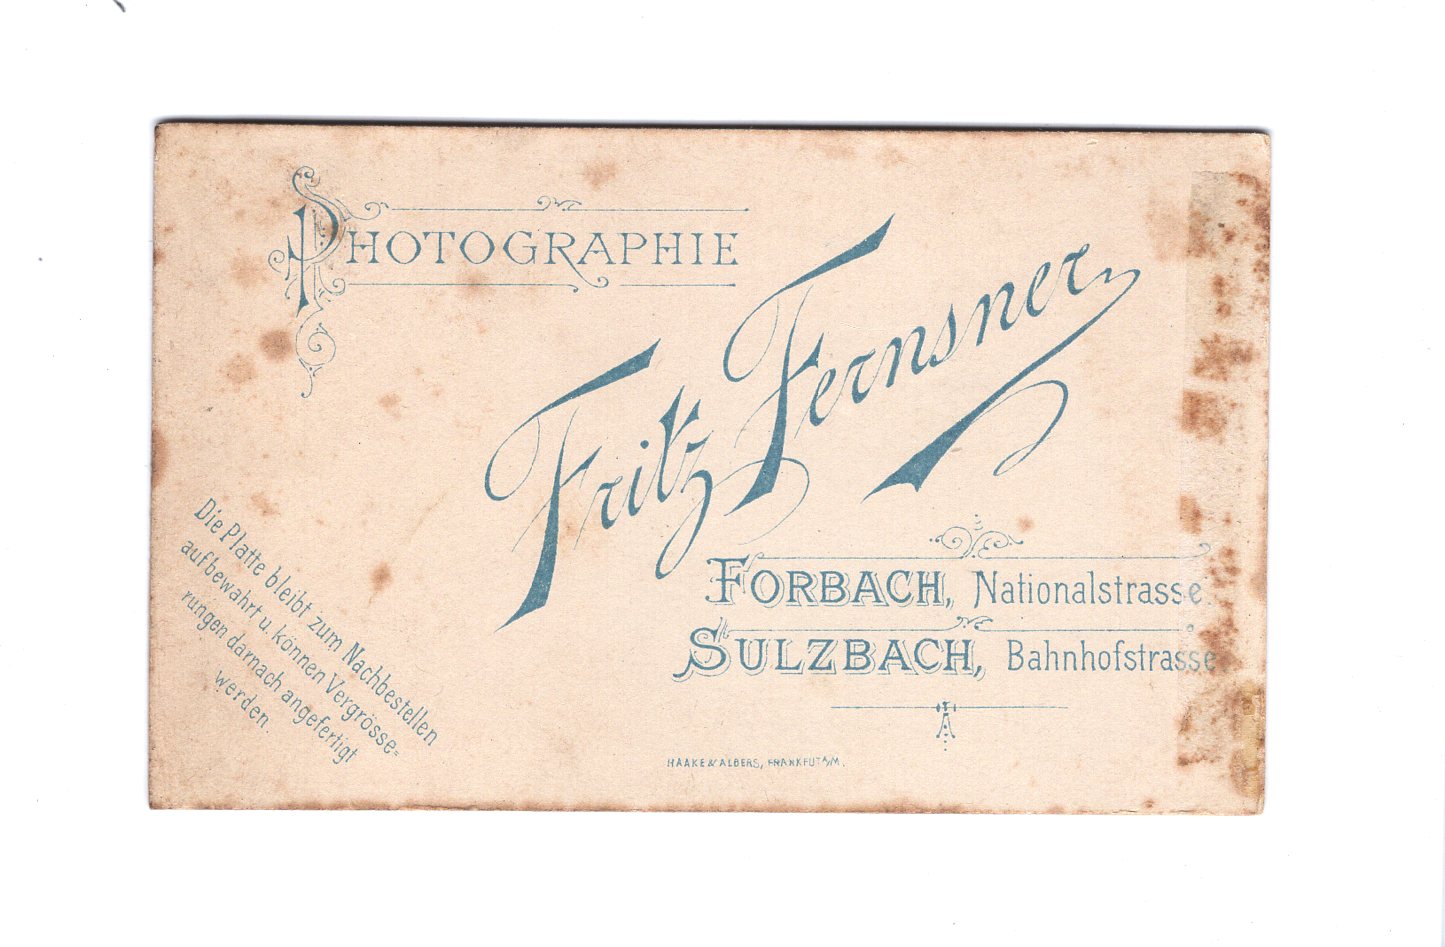 PHOTOGRAPHIE
Fritz Fernsner
FORBACH, Nationalstrasse.
SULZBACH, Bahnhofstrasse.
Die Platte bleibt zum Nachbestellen
aufbewahrt u. können Vergrösse=
rungen darnach angefertigt
werden.
HAAKE & ALBERS, FRANKFUT A/M.